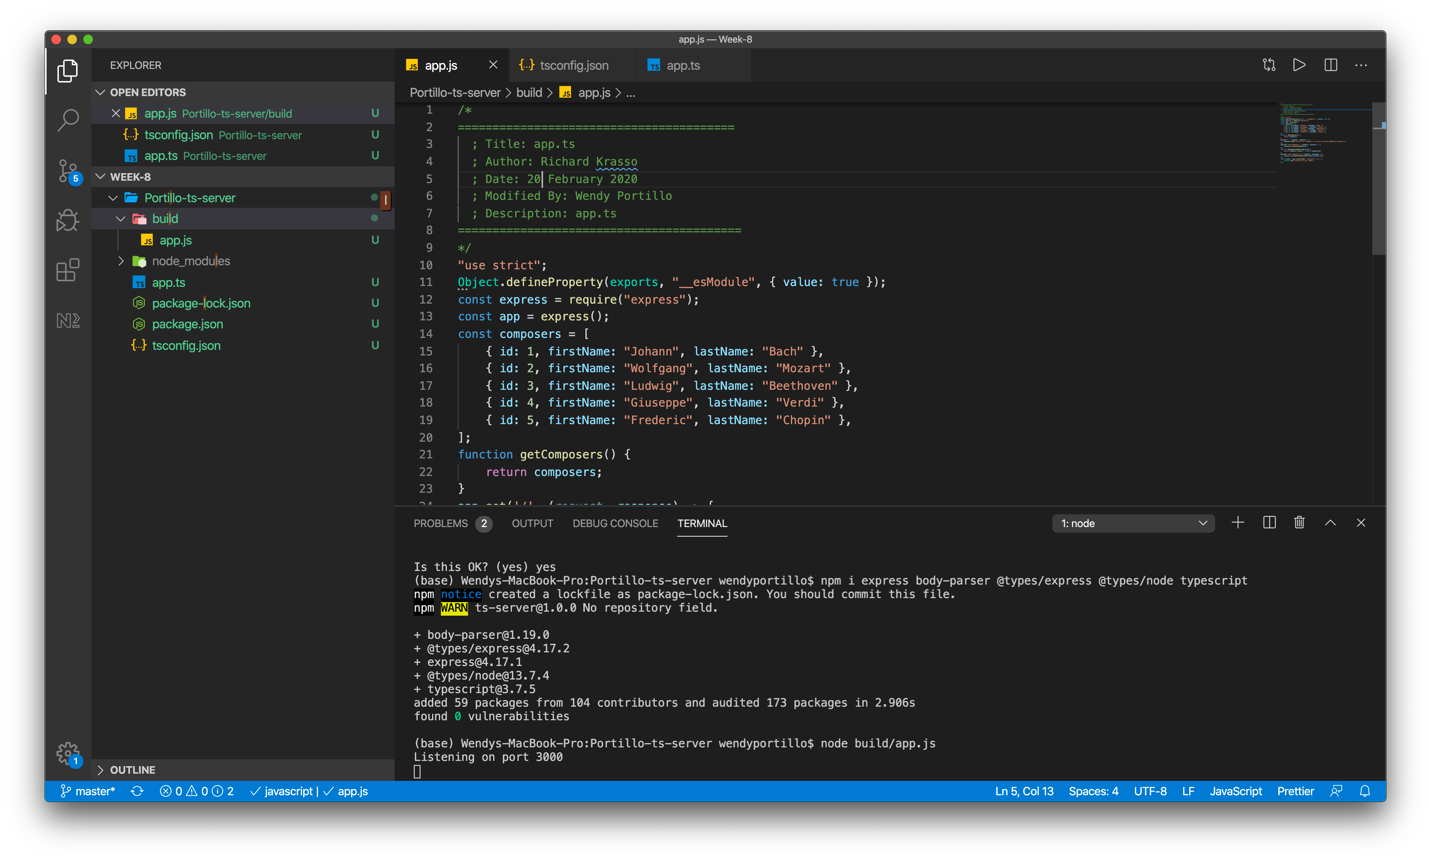 app.js — Week-8
EXPLORER
OPEN EDITORS
app.js Portillo-ts-server/build U
tsconfig.json Portillo-ts-server U
app.ts Portillo-ts-server U
WEEK-8
Portillo-ts-server
build
app.js U
node_modules
app.ts U
package-lock.json U
package.json U
tsconfig.json U
OUTLINE
5
1
app.js
tsconfig.json
app.ts
Portillo-ts-server > build > app.js > ...
1 /*
2 ========================================
3 ; Title: app.ts
4 ; Author: Richard Krasso
5 ; Date: 20 February 2020
6 ; Modified By: Wendy Portillo
7 ; Description: app.ts
8 =========================================
9 */
10 "use strict";
11 Object.defineProperty(exports, "__esModule", { value: true });
12 const express = require("express");
13 const app = express();
14 const composers = [
15 { id: 1, firstName: "Johann", lastName: "Bach" },
16 { id: 2, firstName: "Wolfgang", lastName: "Mozart" },
17 { id: 3, firstName: "Ludwig", lastName: "Beethoven" },
18 { id: 4, firstName: "Giuseppe", lastName: "Verdi" },
19 { id: 5, firstName: "Frederic", lastName: "Chopin" },
20 ];
21 function getComposers() {
22 return composers;
23 }
PROBLEMS 2 OUTPUT DEBUG CONSOLE TERMINAL 1: node
Is this OK? (yes) yes
(base) Wendys-MacBook-Pro:Portillo-ts-server wendyportillo$ npm i express body-parser @types/express @types/node typescript
npm notice created a lockfile as package-lock.json. You should commit this file.
npm WARN ts-server@1.0.0 No repository field.
+ body-parser@1.19.0
+ @types/express@4.17.2
+ express@4.17.1
+ @types/node@13.7.4
+ typescript@3.7.5
added 59 packages from 104 contributors and audited 173 packages in 2.906s
found 0 vulnerabilities
(base) Wendys-MacBook-Pro:Portillo-ts-server wendyportillo$ node build/app.js
Listening on port 3000
master* 0 0 2 javascript | app.js Ln 5, Col 13 Spaces: 4 UTF-8 LF JavaScript Prettier